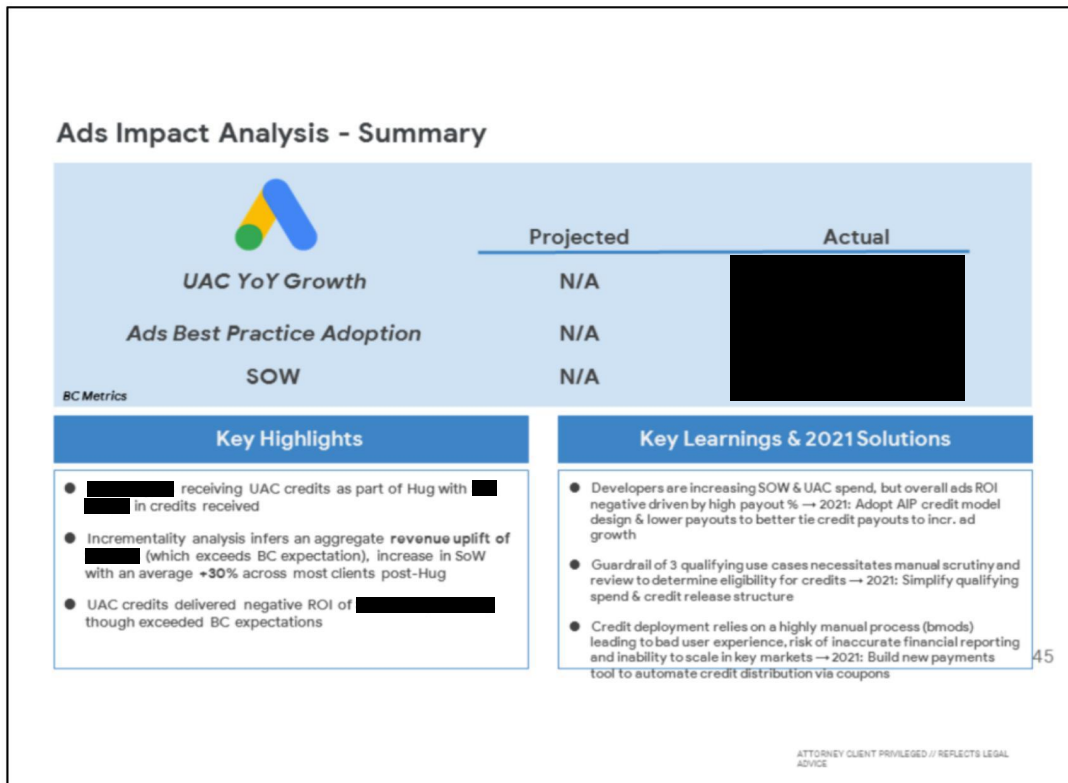 Ads Impact Analysis - Summary
Projected Actual
UAC YoY Growth N/A
Ads Best Practice Adoption N/A
SOW N/A
BC Metrics
Key Highlights
● receiving UAC credits as part of Hug with
in credits received
● Incrementality analysis infers an aggregate revenue uplift of
(which exceeds BC expectation), increase in SoW
with an average +30% across most clients post-Hug
● UAC credits delivered negative ROI of
though exceeded BC expectations
Key Learnings & 2021 Solutions
● Developers are increasing SOW & UAC spend, but overall ads ROI
negative driven by high payout % → 2021: Adopt AIP credit model
design & lower payouts to better tie credit payouts to incr. ad
growth
● Guardrail of 3 qualifying use cases necessitates manual scrutiny and
review to determine eligibility for credits → 2021: Simplify qualifying
spend & credit release structure
● Credit deployment relies on a highly manual process (bmods)
leading to bad user experience, risk of inaccurate financial reporting
and inability to scale in key markets → 2021: Build new payments
tool to automate credit distribution via coupons
45
ATTORNEY CLIENT PRIVILEGED // REFLECTS LEGAL
ADVICE